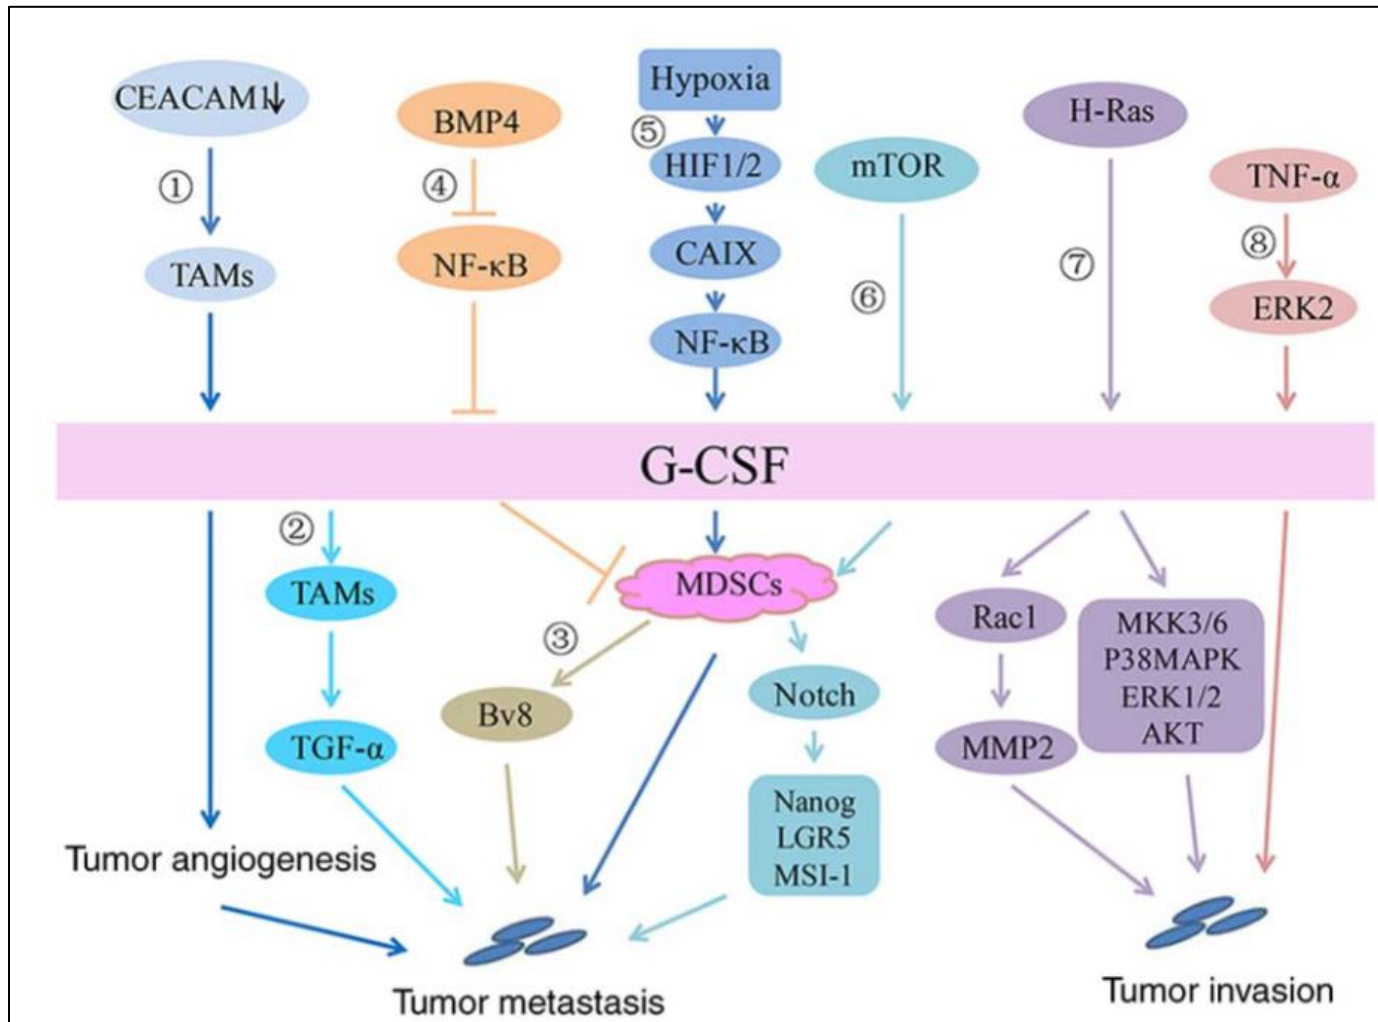 CEACAM1↓
BMP4
Hypoxia
H-Ras
①
④
⑤
HIF1/2
mTOR
TNF-α
TAMs
NF-κB
CAIX
⑥
⑦
⑧
NF-κB
ERK2
G-CSF
②
TAMs
MDSCs
Rac1
MKK3/6
P38MAPK
ERK1/2
AKT
③
Bv8
Notch
TGF-α
MMP2
Nanog
LGR5
MSI-1
Tumor angiogenesis
Tumor metastasis
Tumor invasion